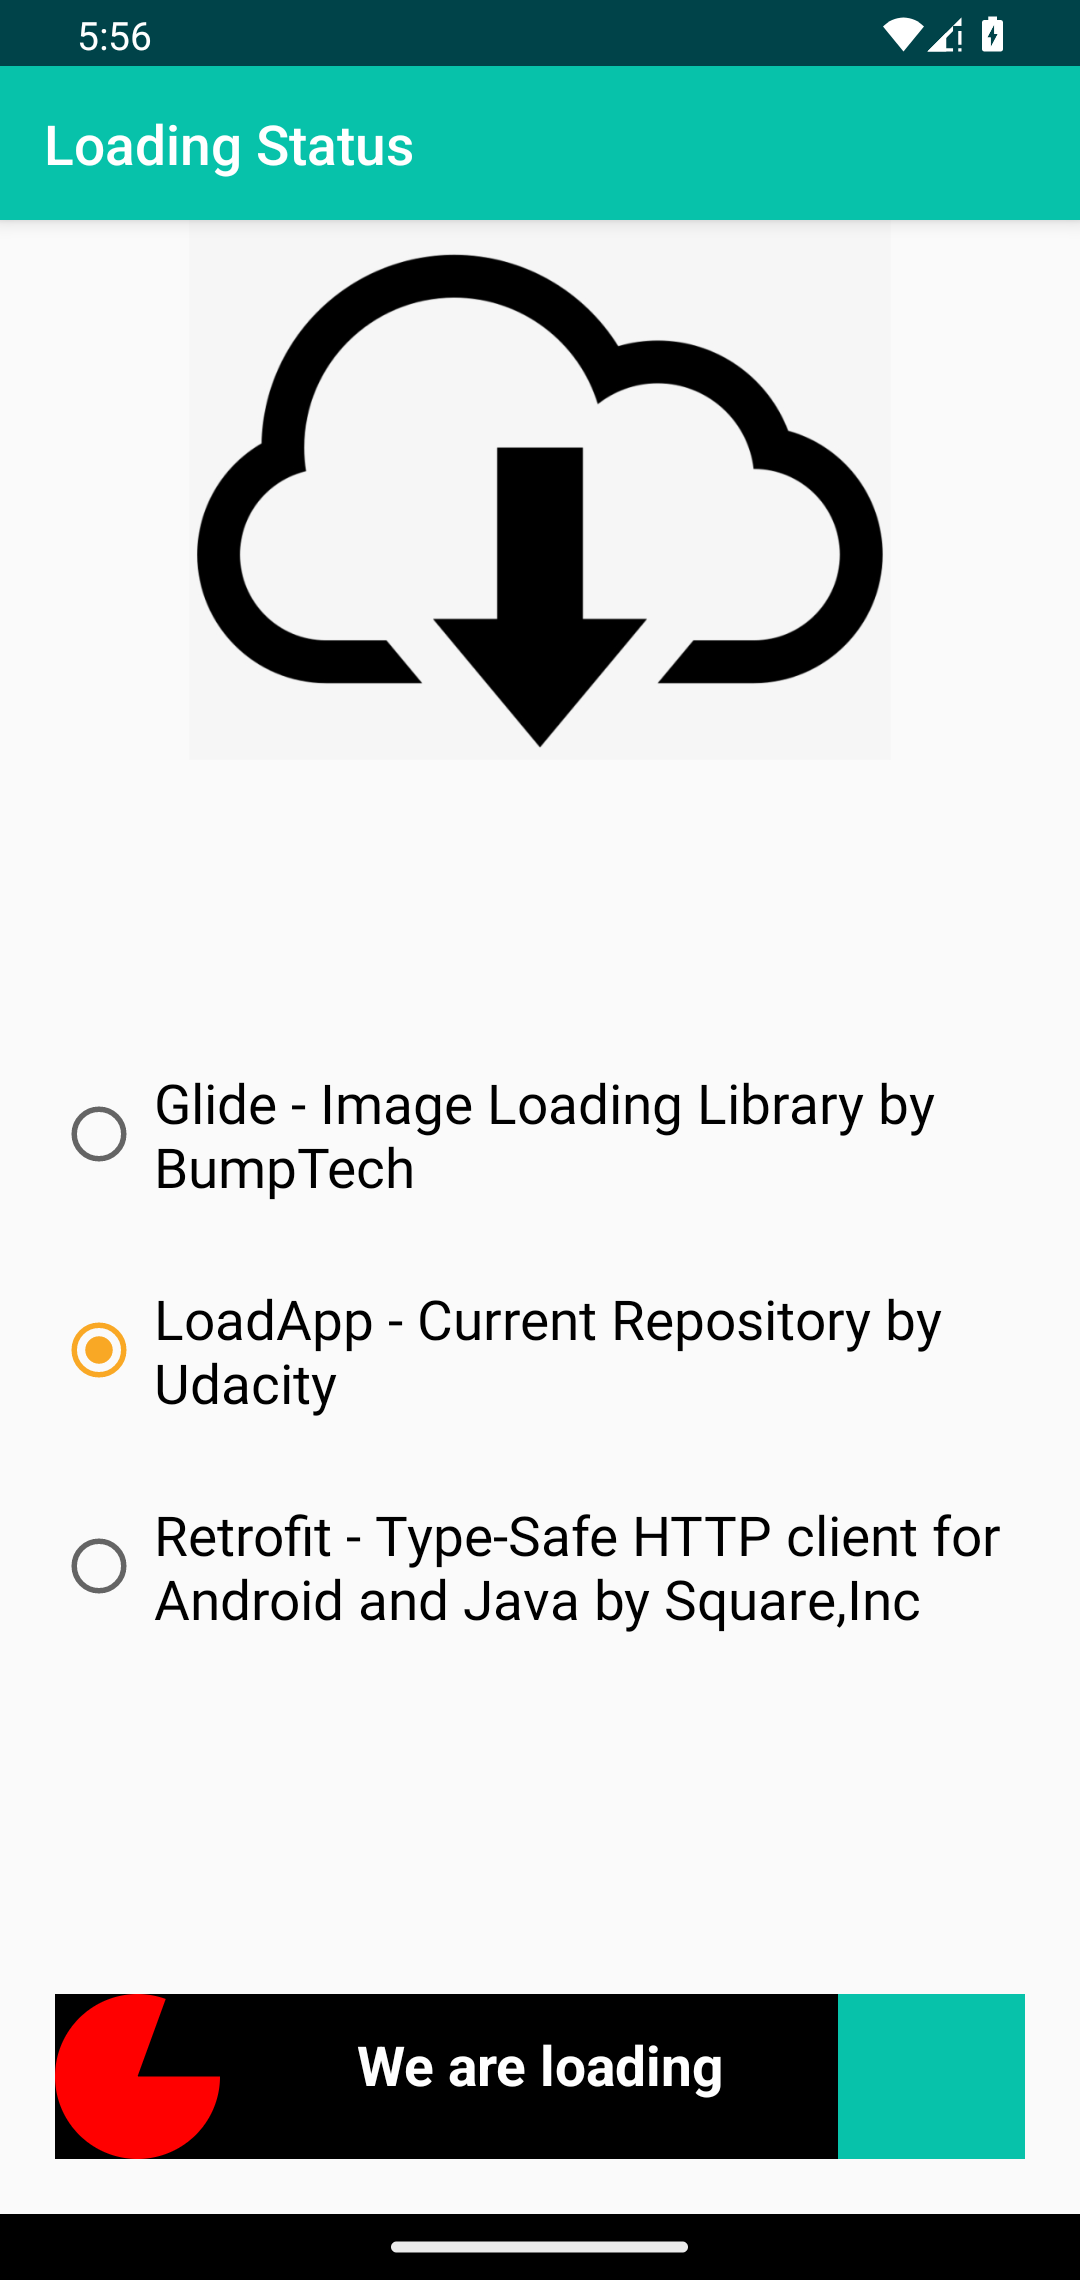 5:56
Loading Status
Glide - Image Loading Library by
BumpTech
LoadApp - Current Repository by
Udacity
Retrofit - Type-Safe HTTP client for
Android and Java by Square,Inc
We are loading